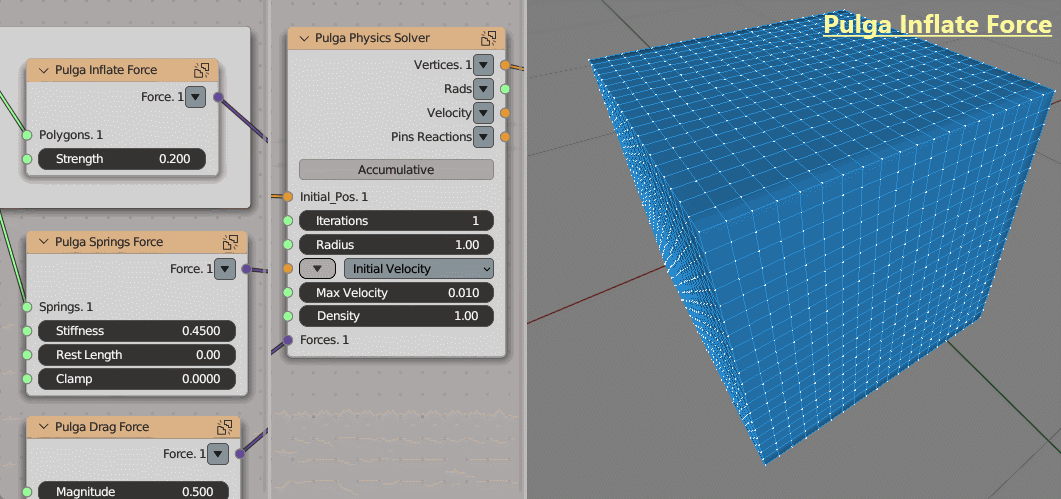 Pulga Inflate Force
Force. 1
Polygons. 1
Strength 0.200
Pulga Springs Force
Force. 1
Springs. 1
Stiffness 0.4500
Rest Length 0.00
Clamp 0.0000
Pulga Drag Force
Force. 1
Magnitude 0.500
Pulga Physics Solver
Vertices. 1
Rads
Velocity
Pins Reactions
Accumulative
Initial_Pos. 1
Iterations 1
Radius 1.00
Initial Velocity
Max Velocity 0.010
Density 1.00
Forces. 1
Pulga Inflate Force